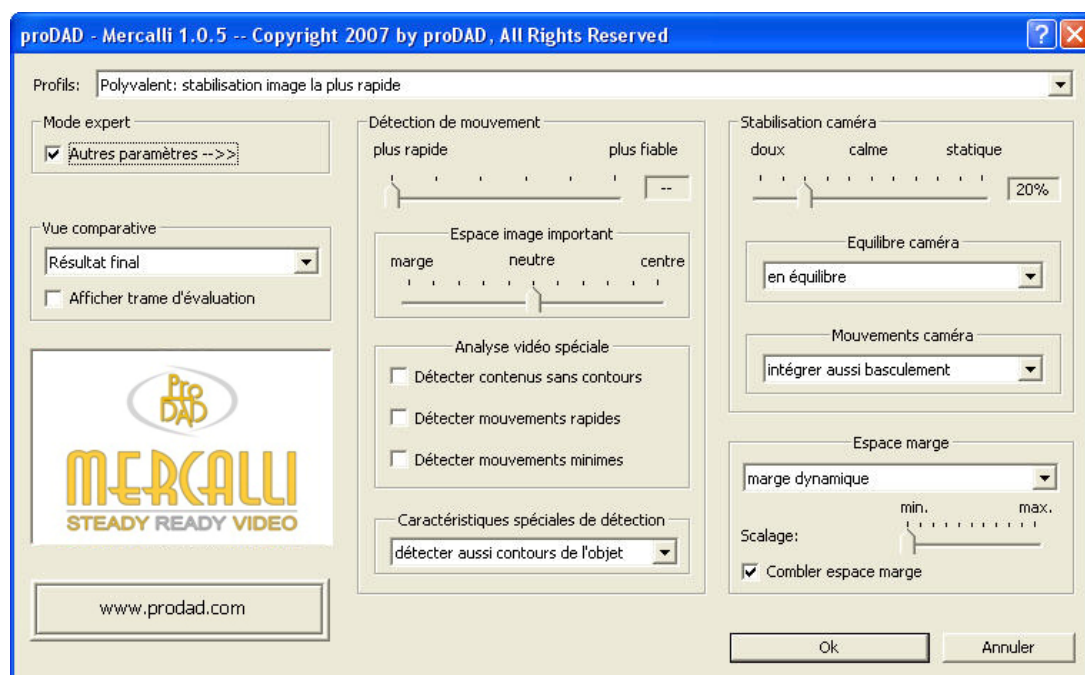 proDAD - Mercalli 1.0.5 -- Copyright 2007 by proDAD, All Rights Reserved
Profils: Polyvalent: stabilisation image la plus rapide
Mode expert
Autres paramètres -->>
Vue comparative
Résultat final
Afficher trame d'évaluation
ProDAD
MERCALLI
STEADY READY VIDEO
www.prodad.com
Détection de mouvement
plus rapide plus fiable
--
Espace image important
marge neutre centre
Analyse vidéo spéciale
Détecter contenus sans contours
Détecter mouvements rapides
Détecter mouvements minimes
Caractéristiques spéciales de détection
détecter aussi contours de l'objet
Stabilisation caméra
doux calme statique
20%
Equilibre caméra
en équilibre
Mouvements caméra
intégrer aussi basculement
Espace marge
marge dynamique
min. max.
Scalage:
Combler espace marge
Ok Annuler